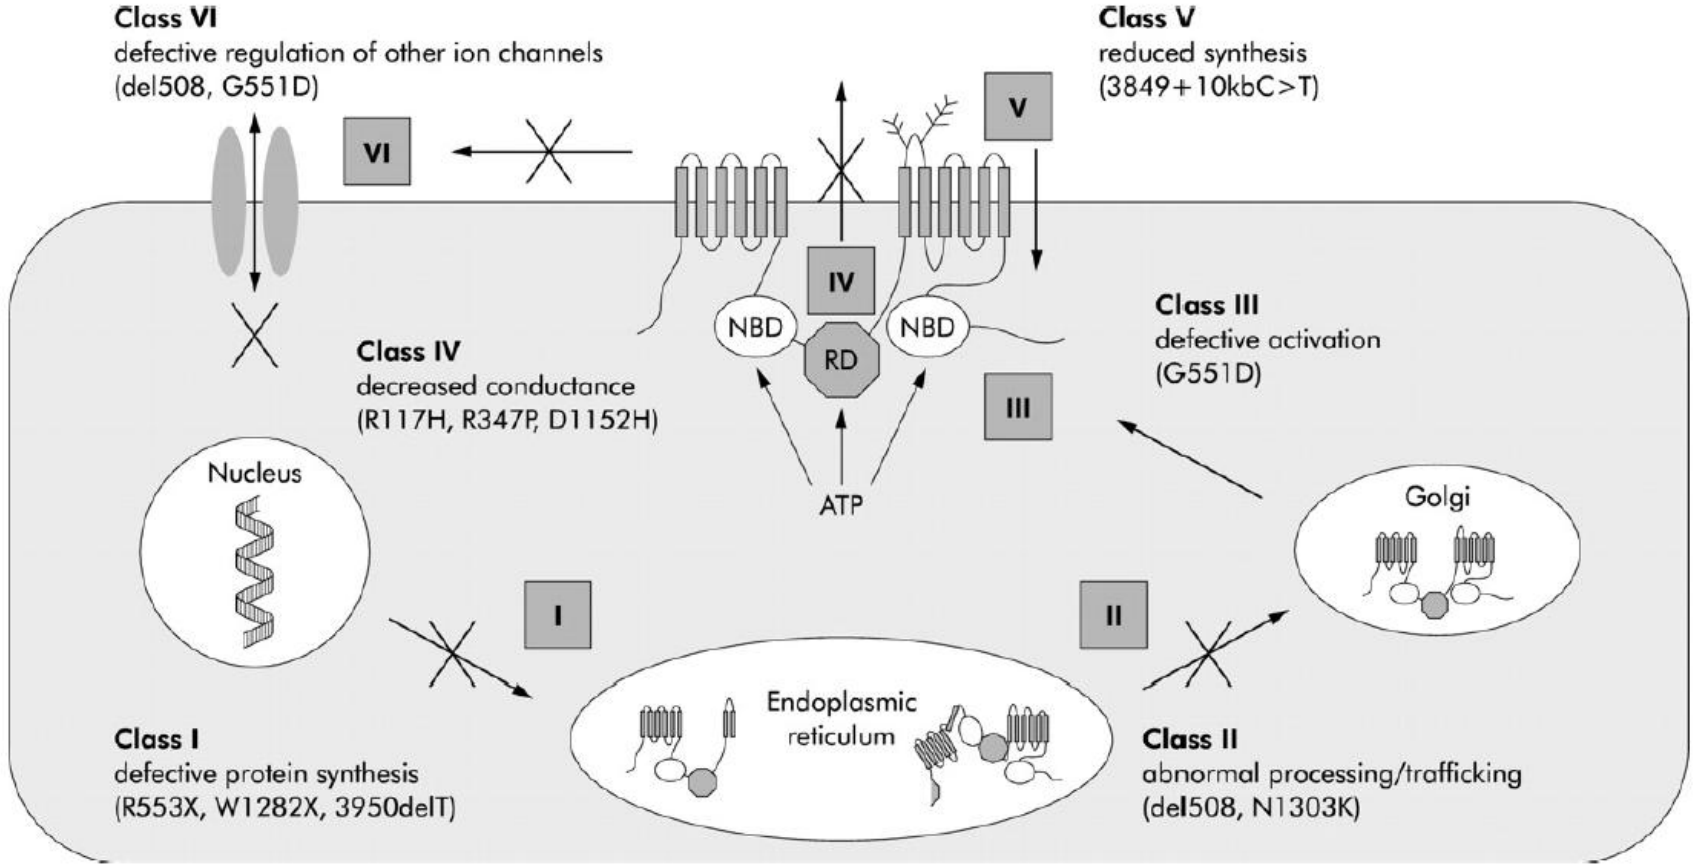 Class VI
defective regulation of other ion channels
(del508, G551D)
Class V
reduced synthesis
(3849+10kbC>T)
V
VI
IV
NBD
NBD
RD
Class III
defective activation
(G551D)
Class IV
decreased conductance
(R117H, R347P, D1152H)
III
Nucleus
ATP
Golgi
I
II
Endoplasmic
reticulum
Class I
defective protein synthesis
(R553X, W1282X, 3950delT)
Class II
abnormal processing/trafficking
(del508, N1303K)